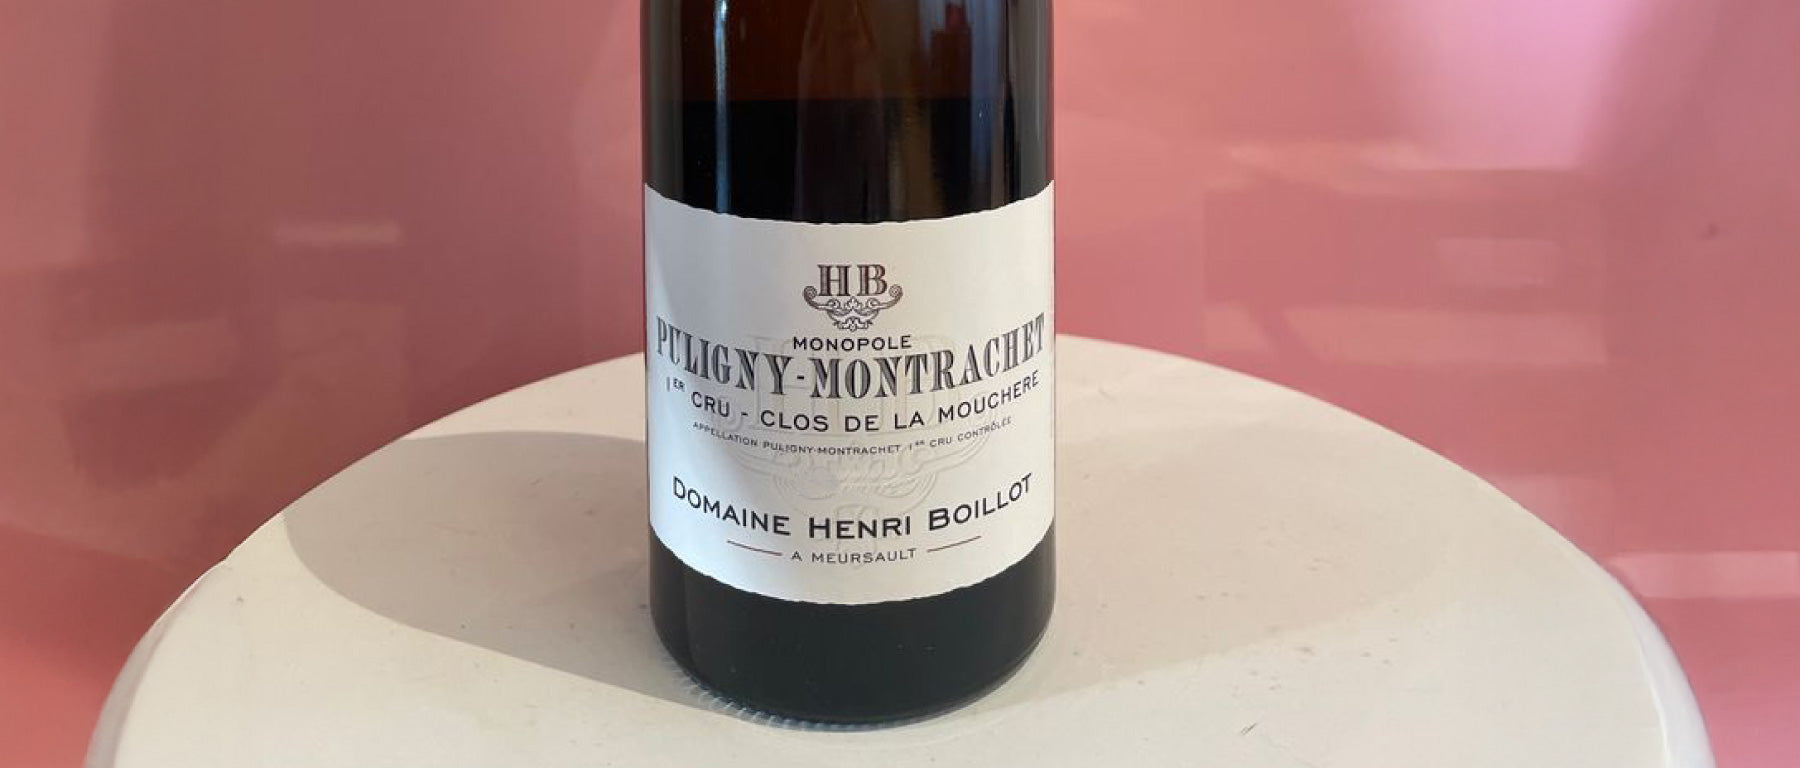 HB
MONOPOLE
PULIGNY-MONTRACHET
1ER CRU - CLOS DE LA MOUCHERE
APPELLATION PULIGNY-MONTRACHET 1ER CRU CONTRÔLÉE
DOMAINE HENRI BOILLOT
A MEURSAULT